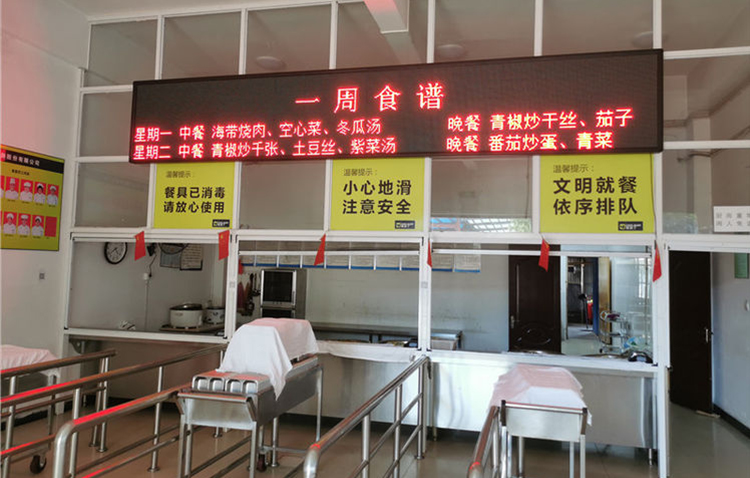 一周食谱
星期一 中餐 海带烧肉、空心菜、冬瓜汤 晚餐 青椒炒干丝、茄子
星期二 中餐 青椒炒千张、土豆丝、紫菜汤 晚餐 番茄炒蛋、青菜
温馨提示:
餐具已消毒
请放心使用
温馨提示:
小心地滑
注意安全
温馨提示:
文明就餐
依序排队